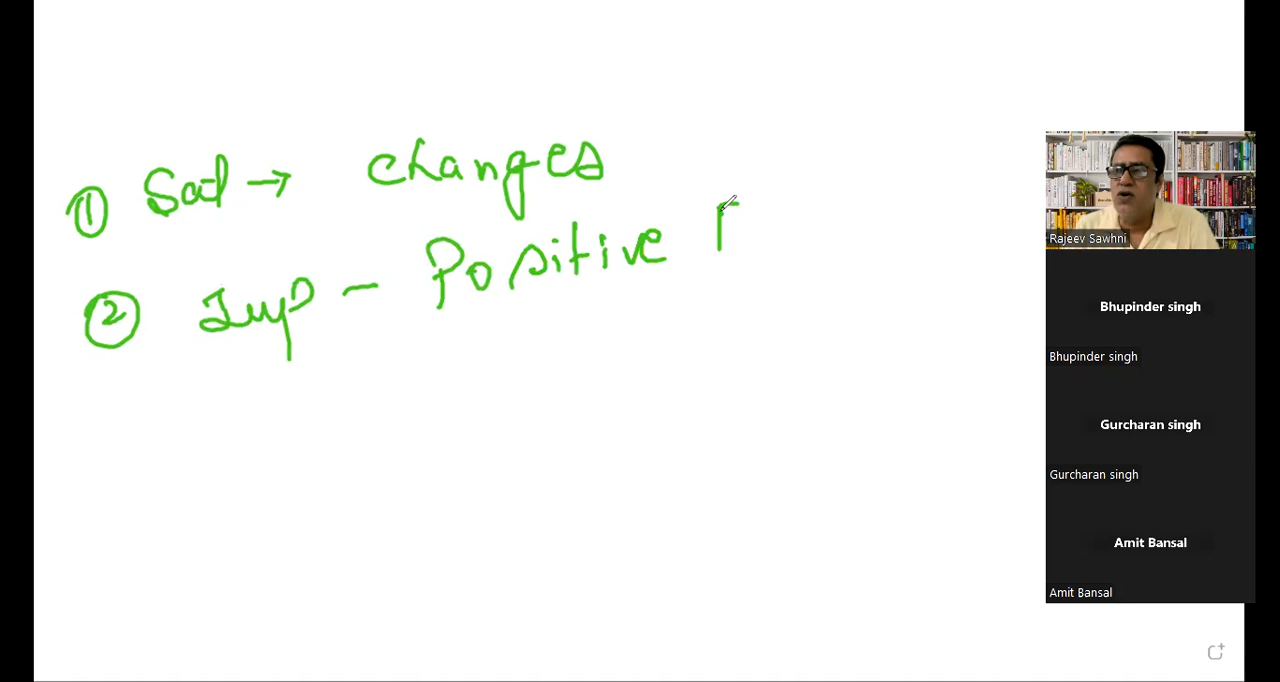 ① Sat → changes
② Jup - Positive
Rajeev Sawhni
Bhupinder singh
Bhupinder singh
Gurcharan singh
Gurcharan singh
Amit Bansal
Amit Bansal